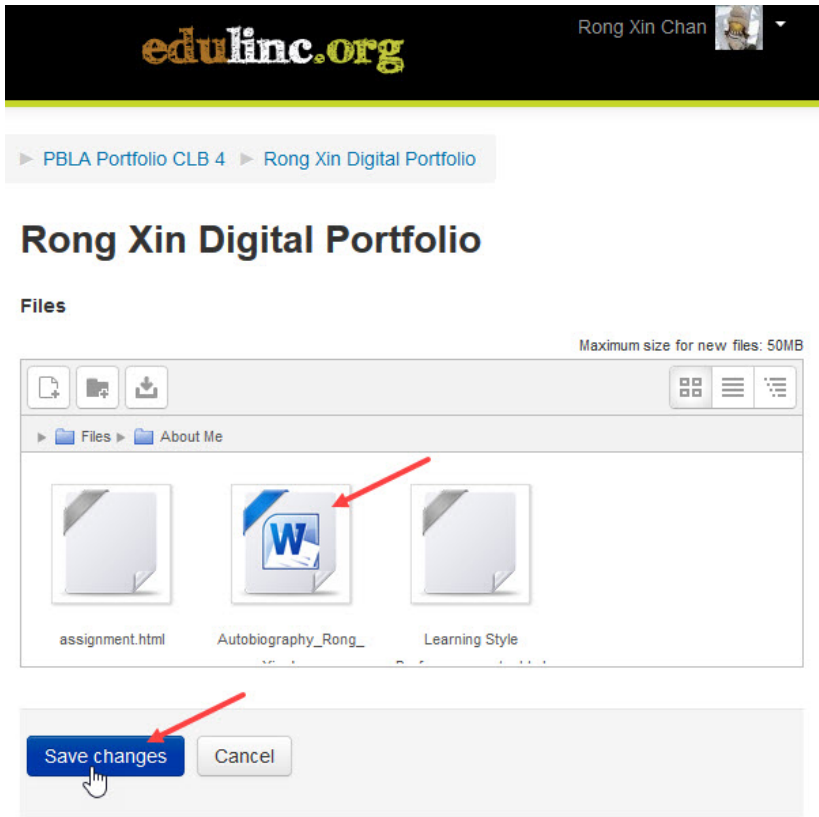 edulinc.org
Rong Xin Chan
PBLA Portfolio CLB 4 Rong Xin Digital Portfolio
Rong Xin Digital Portfolio
Files
Maximum size for new files: 50MB
Files About Me
W
assignment.html Autobiography_Rong_ Learning Style
Save changes Cancel